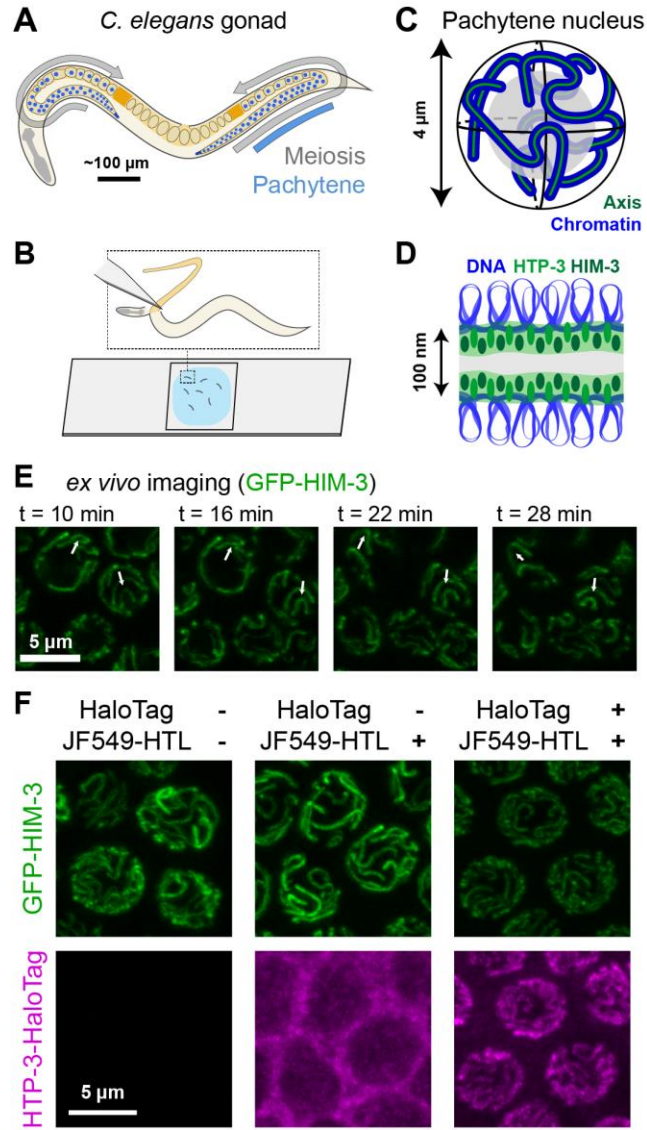 A
C. elegans gonad
~100 µm
Meiosis
Pachytene
B
C
Pachytene nucleus
4 µm
Axis
Chromatin
D
DNA HTP-3 HIM-3
100 nm
E
ex vivo imaging (GFP-HIM-3)
t = 10 min
t = 16 min
t = 22 min
t = 28 min
5 µm
F
HaloTag -
JF549-HTL -
HaloTag -
JF549-HTL +
HaloTag +
JF549-HTL +
GFP-HIM-3
HTP-3-HaloTag
5 µm